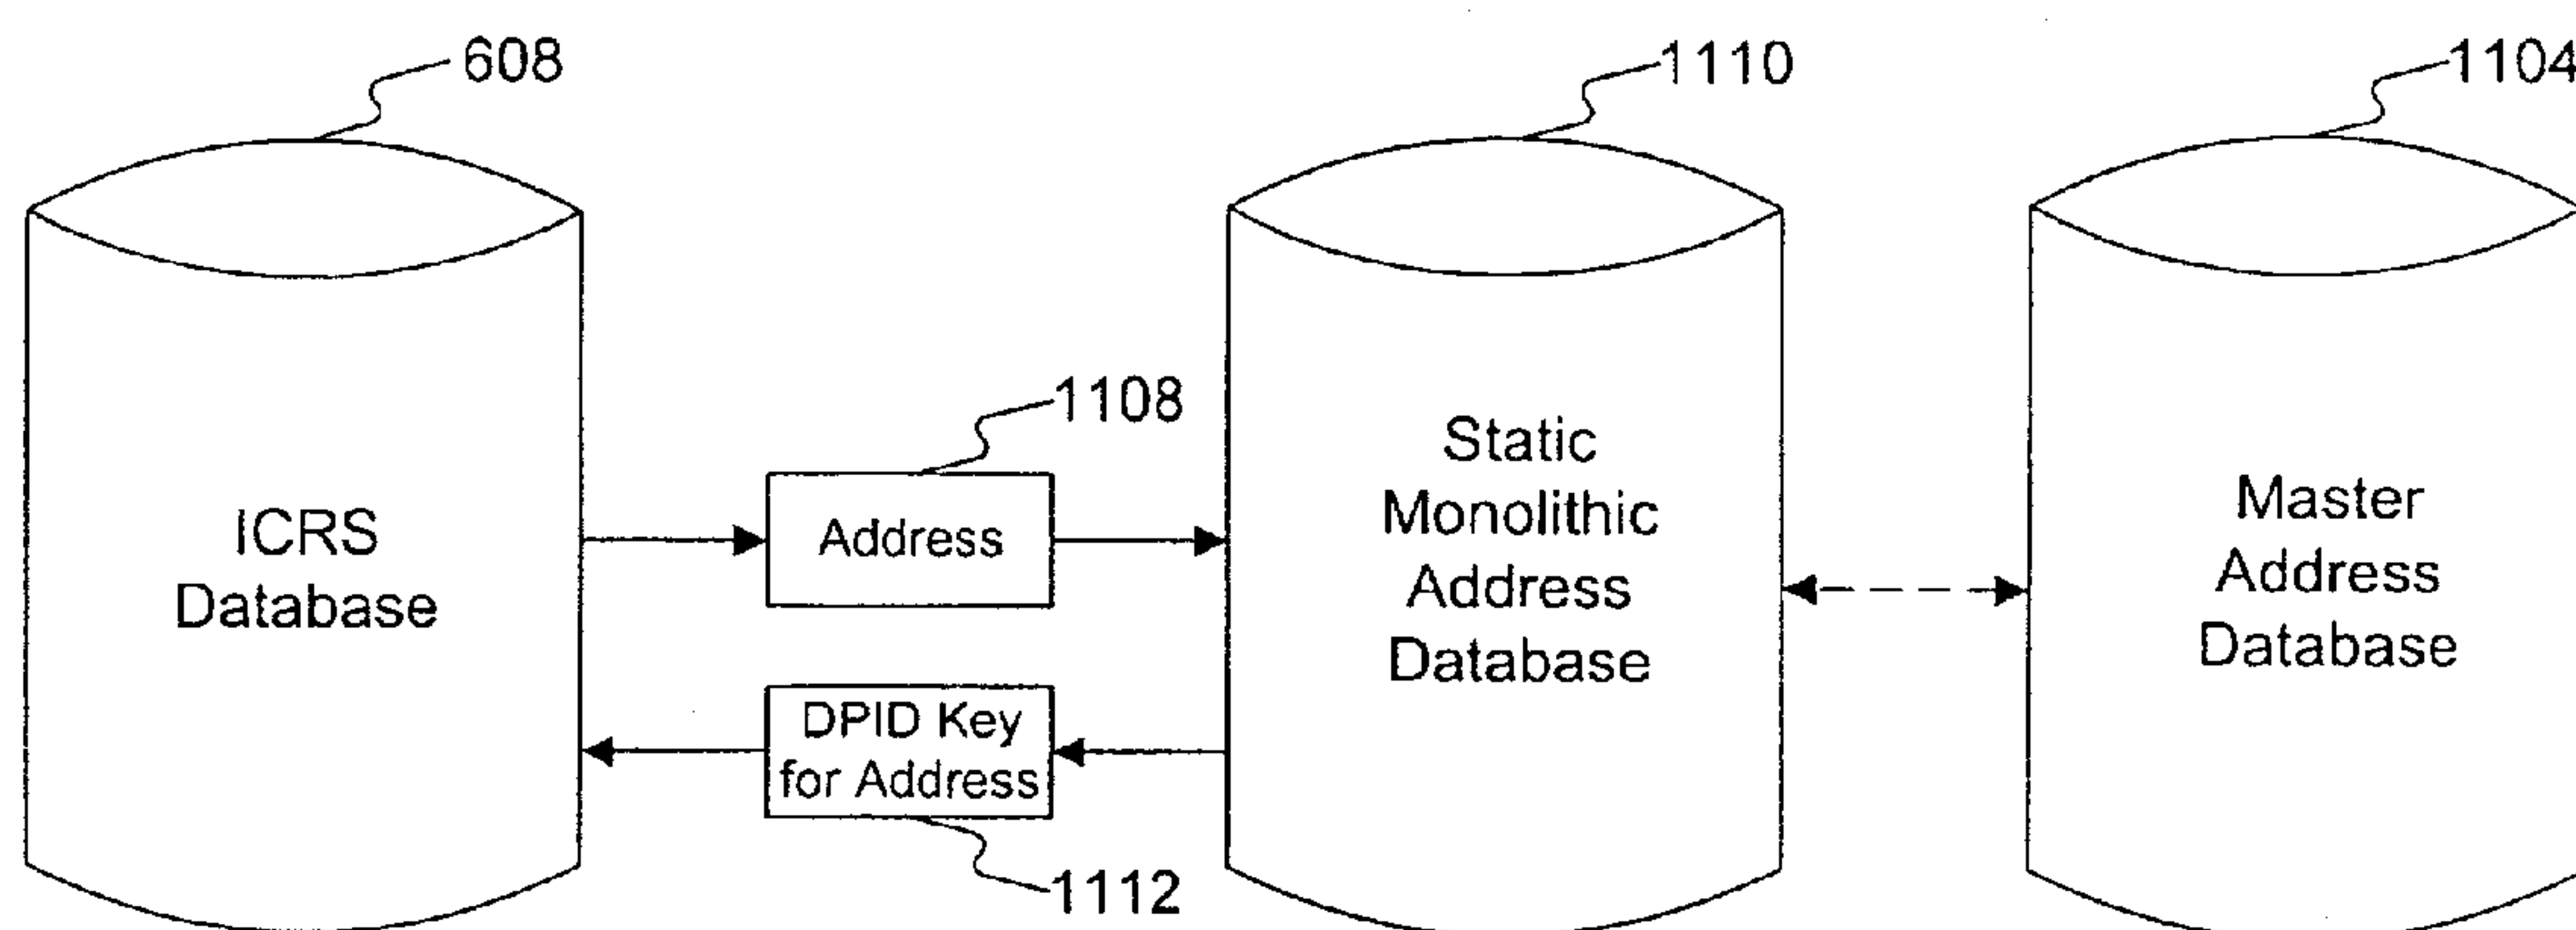 608
1110
1104
1108
Address
ICRS
Database
DPID Key
for Address
1112
Static
Monolithic
Address
Database
Master
Address
Database